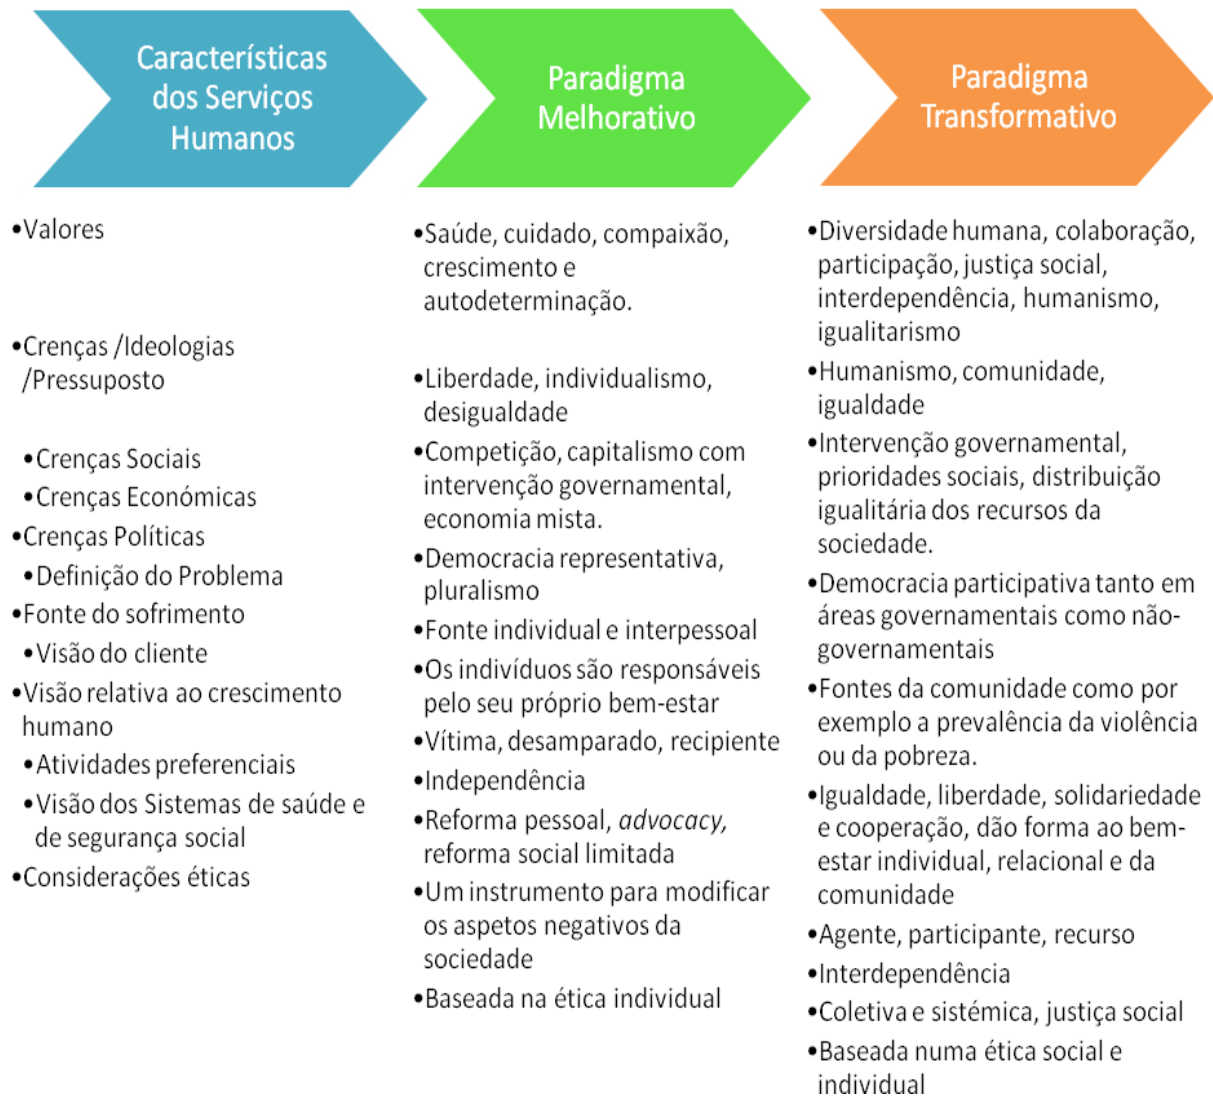 Características
dos Serviços
Humanos
Paradigma
Melhorativo
Paradigma
Transformativo
•Valores
•Crenças /Ideologias
/Pressuposto
•Crenças Sociais
•Crenças Económicas
•Crenças Políticas
•Definição do Problema
•Fonte do sofrimento
•Visão do cliente
•Visão relativa ao crescimento
humano
•Atividades preferenciais
•Visão dos Sistemas de saúde e
de segurança social
•Considerações éticas
•Saúde, cuidado, compaixão,
crescimento e
autodeterminação.
•Liberdade, individualismo,
desigualdade
•Competição, capitalismo com
intervenção governamental,
economia mista.
•Democracia representativa,
pluralismo
•Fonte individual e interpessoal
•Os indivíduos são responsáveis
pelo seu próprio bem-estar
•Vítima, desamparado, recipiente
•Independência
•Reforma pessoal, advocacy,
reforma social limitada
•Um instrumento para modificar
os aspetos negativos da
sociedade
•Baseada na ética individual
•Diversidade humana, colaboração,
participação, justiça social,
interdependência, humanismo,
igualitarismo
•Humanismo, comunidade,
igualdade
•Intervenção governamental,
prioridades sociais, distribuição
igualitária dos recursos da
sociedade.
•Democracia participativa tanto em
áreas governamentais como não-
governamentais
•Fontes da comunidade como por
exemplo a prevalência da violência
ou da pobreza.
•Igualdade, liberdade, solidariedade
e cooperação, dão forma ao bem-
estar individual, relacional e da
comunidade
•Agente, participante, recurso
•Interdependência
•Coletiva e sistémica, justiça social
•Baseada numa ética social e
individual